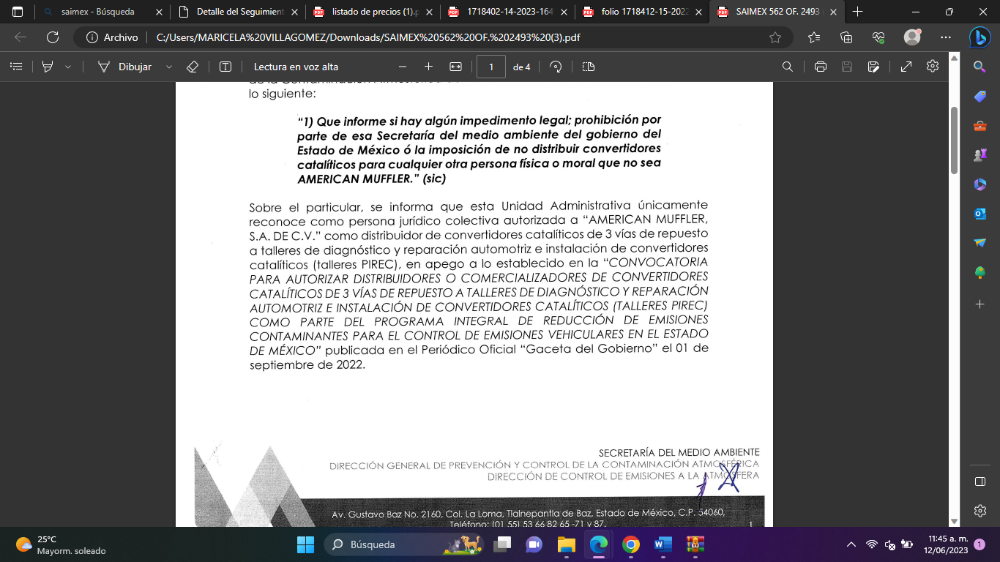 saimex - Búsqueda
Detalle del Seguimient
listado de precios (1).p
1718402-14-2023-164
folio 1718412-15-2022
SAIMEX 562 OF. 2493
Archivo
C:/Users/MARICELA%20VILLAGOMEZ/Downloads/SAIMEX%20562%20OF.%202493%20(3).pdf
Dibujar
Lectura en voz alta
1
de 4
de la Contaminación Atmosférica
lo siguiente:
“1) Que informe si hay algún impedimento legal; prohibición por
parte de esa Secretaría del medio ambiente del gobierno del
Estado de México ó la imposición de no distribuir convertidores
catalíticos para cualquier otra persona física o moral que no sea
AMERICAN MUFFLER.” (sic)
Sobre el particular, se informa que esta Unidad Administrativa únicamente
reconoce como persona jurídico colectiva autorizada a “AMERICAN MUFFLER,
S.A. DE C.V.” como distribuidor de convertidores catalíticos de 3 vías de repuesto
a talleres de diagnóstico y reparación automotriz e instalación de convertidores
catalíticos (talleres PIREC), en apego a lo establecido en la “CONVOCATORIA
PARA AUTORIZAR DISTRIBUIDORES O COMERCIALIZADORES DE CONVERTIDORES
CATALÍTICOS DE 3 VÍAS DE REPUESTO A TALLERES DE DIAGNÓSTICO Y REPARACIÓN
AUTOMOTRIZ E INSTALACIÓN DE CONVERTIDORES CATALÍTICOS (TALLERES PIREC)
COMO PARTE DEL PROGRAMA INTEGRAL DE REDUCCIÓN DE EMISIONES
CONTAMINANTES PARA EL CONTROL DE EMISIONES VEHICULARES EN EL ESTADO
DE MÉXICO” publicada en el Periódico Oficial “Gaceta del Gobierno” el 01 de
septiembre de 2022.
SECRETARÍA DEL MEDIO AMBIENTE
DIRECCIÓN GENERAL DE PREVENCIÓN Y CONTROL DE LA CONTAMINACIÓN ATMOSFÉRICA
DIRECCIÓN DE CONTROL DE EMISIONES A LA ATMOSFERA
Av. Gustavo Baz No. 2160, Col. La Loma, Tlalnepantla de Baz, Estado de México, C.P. 54060,
Teléfono: (01 55) 53 66 82 65 -71 y 87.
1
25°C
Mayorm. soleado
Búsqueda
11:45 a. m.
12/06/2023
1